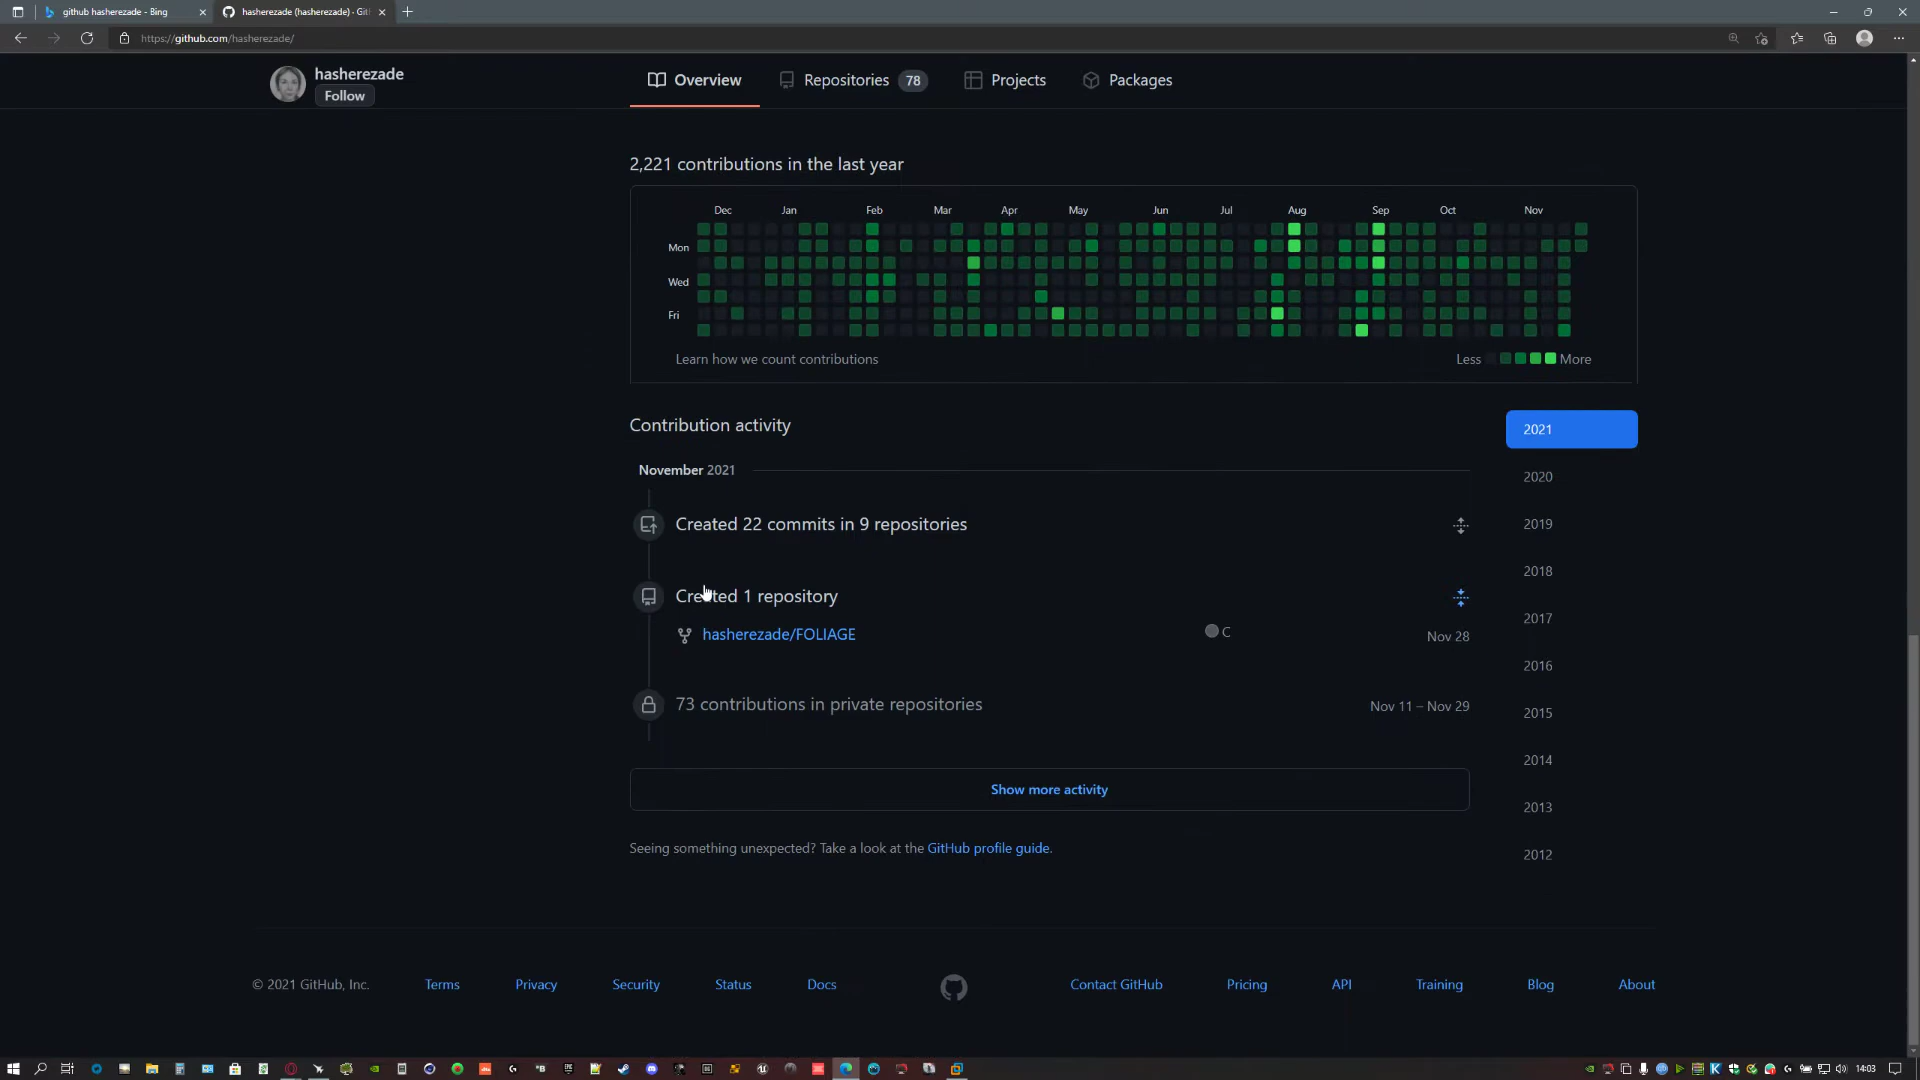 github hasherezade - Bing
hasherezade (hasherezade) · Git
https://github.com/hasherezade/
hasherezade
Follow
Overview
Repositories 78
Projects
Packages
2,221 contributions in the last year
Dec Jan Feb Mar Apr May Jun Jul Aug Sep Oct Nov
Mon
Wed
Fri
Learn how we count contributions
Less More
Contribution activity
2021
November 2021
2020
Created 22 commits in 9 repositories
2019
2018
Created 1 repository
2017
hasherezade/FOLIAGE
C
Nov 28
2016
73 contributions in private repositories
Nov 11 – Nov 29
2015
2014
Show more activity
2013
Seeing something unexpected? Take a look at the GitHub profile guide.
2012
© 2021 GitHub, Inc. Terms Privacy Security Status Docs Contact GitHub Pricing API Training Blog About
14:03